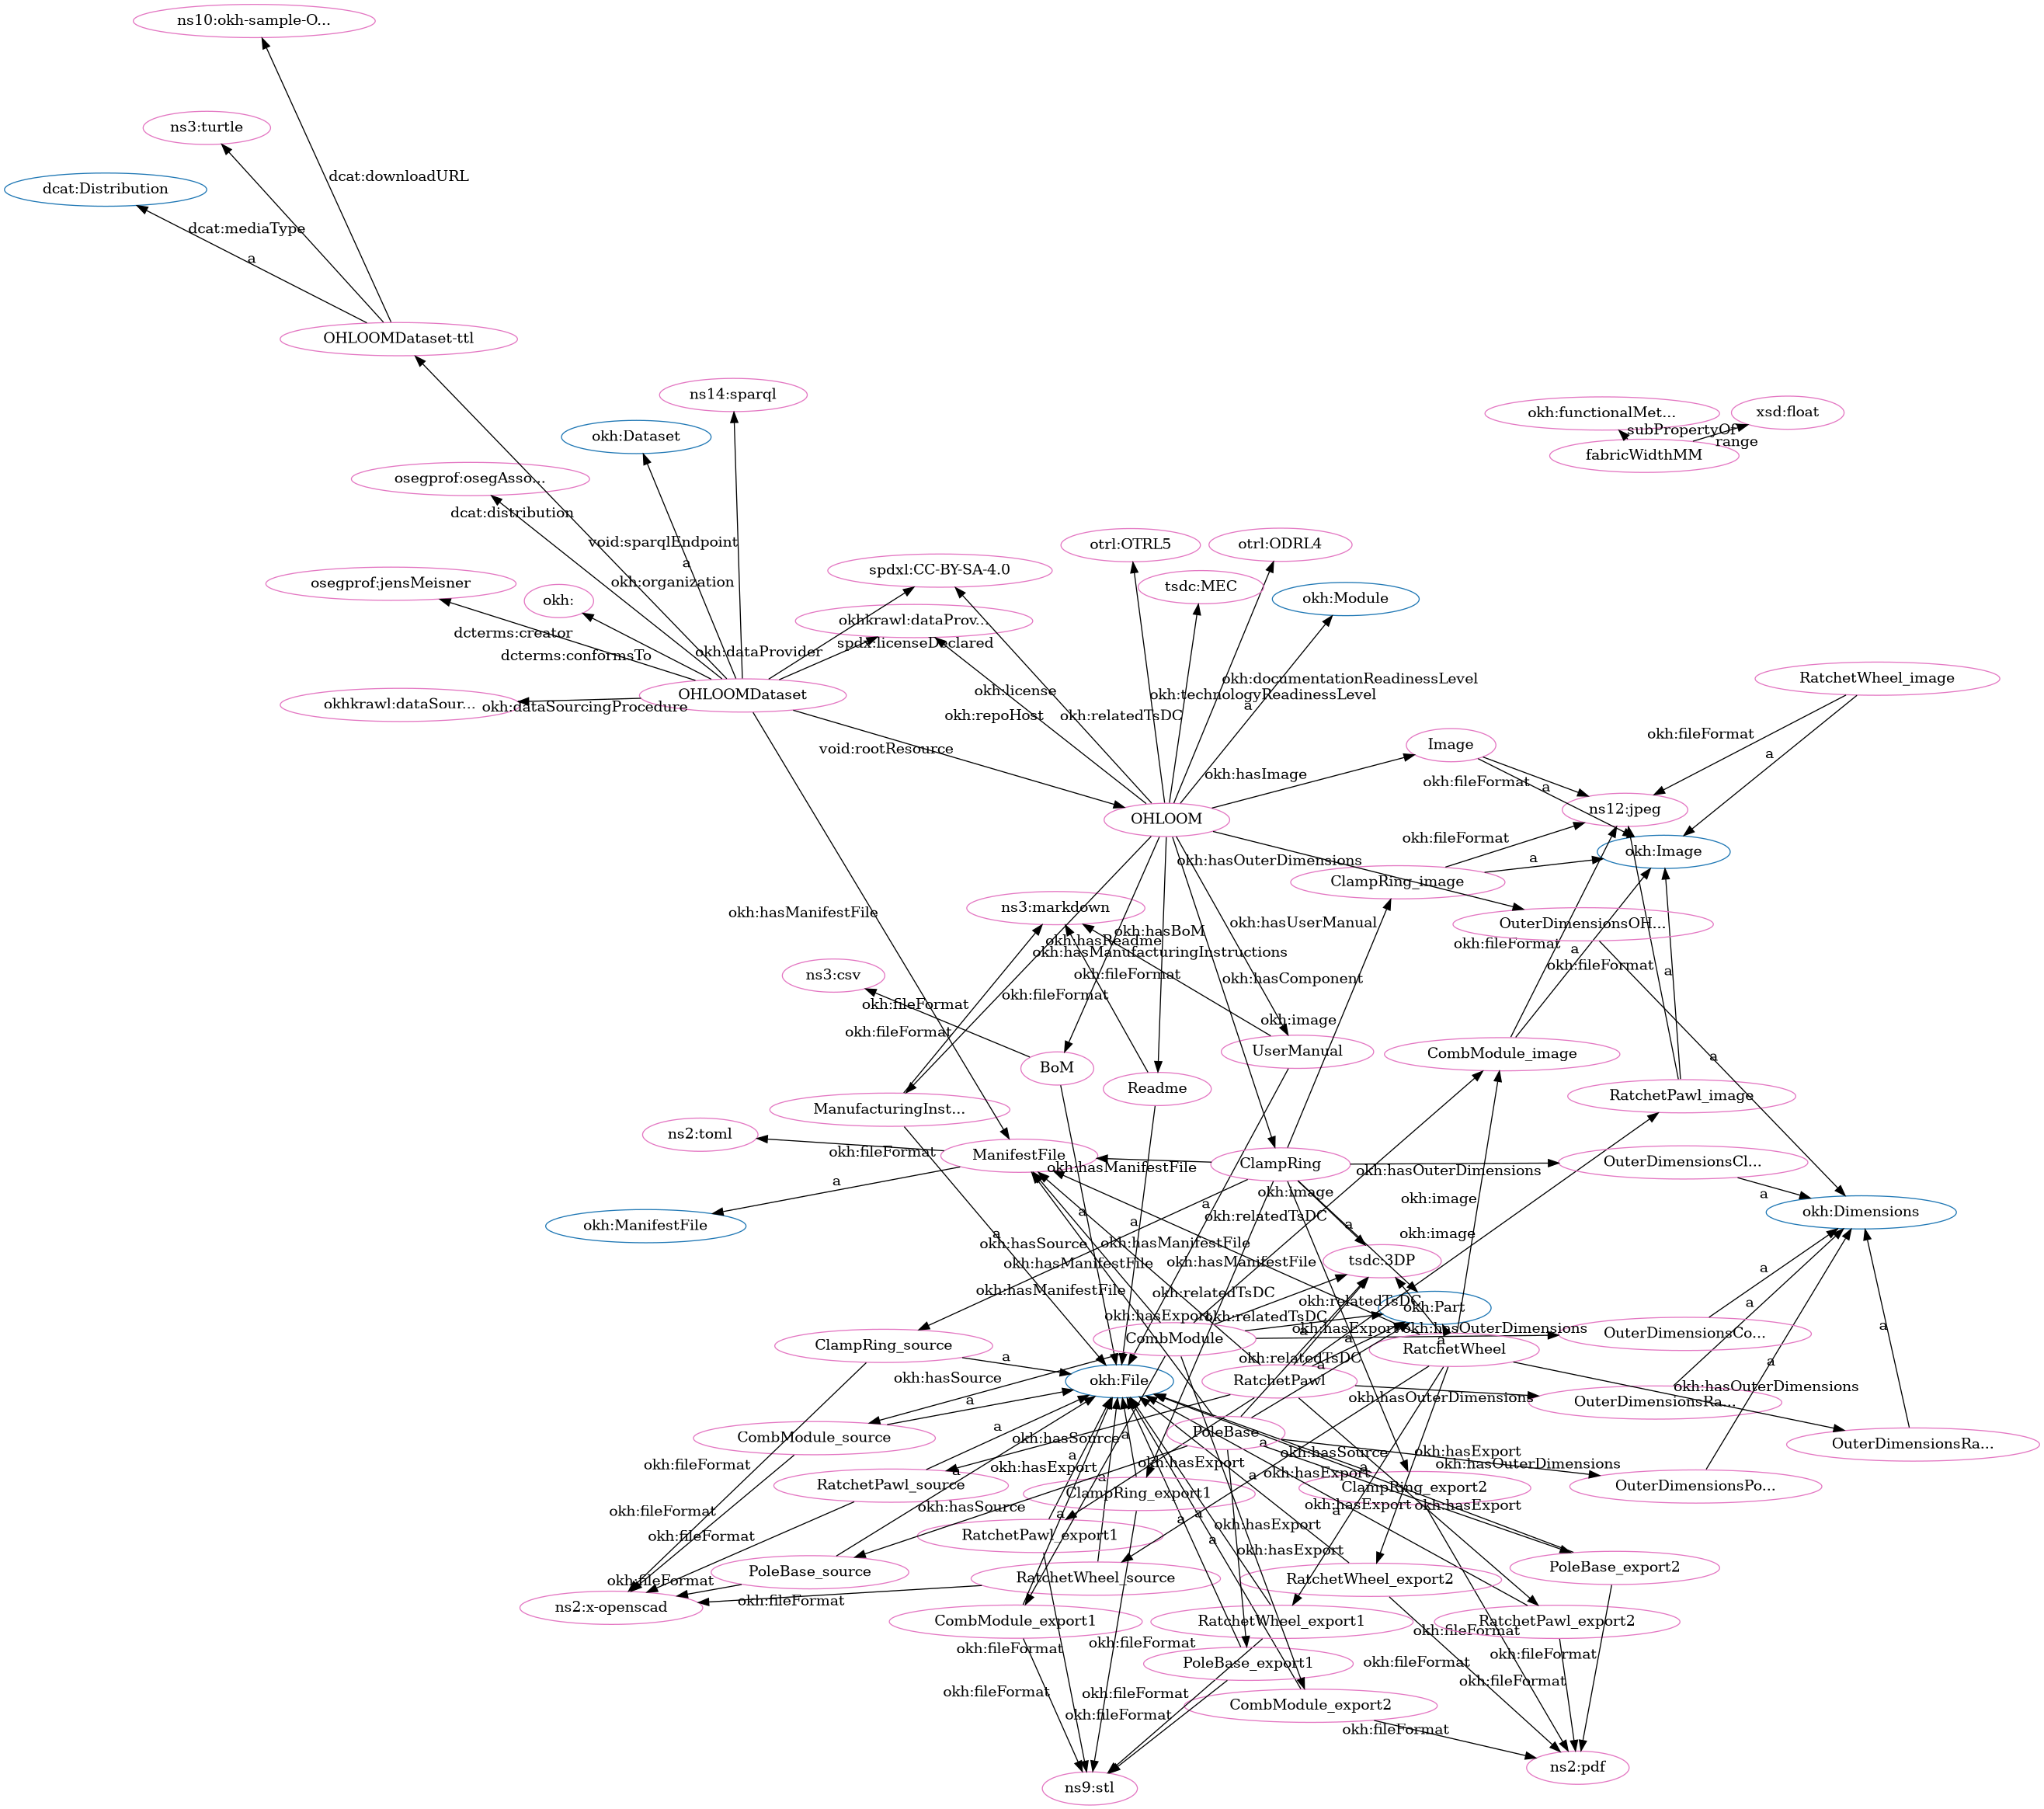 ns10:okh-sample-O...
ns3:turtle
dcat:downloadURL
dcat:Distribution
dcat:mediaType
a
OHLOOMDataset-ttl
ns14:sparql
okh:functionalMet...
xsd:float
subPropertyOf
range
okh:Dataset
fabricWidthMM
osegprof:osegAsso...
dcat:distribution
void:sparqlEndpoint
otrl:OTRL5
otrl:ODRL4
a
spdxl:CC-BY-SA-4.0
osegprof:jensMeisner
okh:organization
tsdc:MEC
okh:
okh:Module
okhkrawl:dataProv...
dcterms:creator
spdx:licenseDeclared
dcterms:conformsTo
okh:dataProvider
okh:documentationReadinessLevel
RatchetWheel_image
OHLOOMDataset
okh:license
okh:technologyReadinessLevel
okhkrawl:dataSour...
okh:dataSourcingProcedure
a
okh:repoHost
okh:relatedTsDC
okh:fileFormat
void:rootResource
Image
a
okh:hasImage
okh:fileFormat
a
ns12:jpeg
OHLOOM
okh:fileFormat
okh:Image
okh:hasOuterDimensions
a
ClampRing_image
ns3:markdown
okh:hasManifestFile
okh:hasUserManual
OuterDimensionsOH...
okh:hasBoM
okh:hasReadme
okh:fileFormat
okh:hasManufacturingInstructions
a
okh:fileFormat
a
ns3:csv
okh:fileFormat
okh:hasComponent
okh:fileFormat
okh:fileFormat
okh:image
okh:fileFormat
UserManual
CombModule_image
a
BoM
Readme
RatchetPawl_image
ManufacturingInst...
ns2:toml
okh:fileFormat
ManifestFile
okh:hasManifestFile
ClampRing
okh:hasOuterDimensions
OuterDimensionsCl...
a
okh:image
okh:image
a
a
okh:Dimensions
okh:ManifestFile
a
a
okh:relatedTsDC
a
okh:image
a
okh:hasSource
okh:hasManifestFile
okh:hasManifestFile
okh:hasManifestFile
tsdc:3DP
a
okh:hasManifestFile
okh:relatedTsDC
okh:relatedTsDC
a
okh:Part
okh:hasExport
okh:relatedTsDC
okh:hasExport
okh:hasOuterDimensions
OuterDimensionsCo...
a
ClampRing_source
CombModule
a
a
a
RatchetWheel
a
okh:relatedTsDC
a
a
okh:hasSource
okh:File
RatchetPawl
okh:hasOuterDimensions
okh:hasOuterDimensions
OuterDimensionsRa...
a
a
CombModule_source
okh:hasSource
a
PoleBase
a
okh:hasSource
okh:hasExport
OuterDimensionsRa...
okh:fileFormat
a
okh:hasExport
okh:hasExport
okh:hasOuterDimensions
a
a
a
a
okh:hasExport
RatchetPawl_source
ClampRing_export1
ClampRing_export2
OuterDimensionsPo...
okh:hasSource
okh:hasExport
okh:hasExport
okh:fileFormat
a
a
a
a
okh:hasExport
okh:fileFormat
RatchetPawl_export1
a
okh:hasExport
PoleBase_source
RatchetWheel_source
RatchetWheel_export2
PoleBase_export2
okh:fileFormat
okh:fileFormat
ns2:x-openscad
CombModule_export1
RatchetWheel_export1
RatchetPawl_export2
okh:fileFormat
okh:fileFormat
okh:fileFormat
okh:fileFormat
PoleBase_export1
okh:fileFormat
okh:fileFormat
okh:fileFormat
okh:fileFormat
CombModule_export2
okh:fileFormat
okh:fileFormat
ns2:pdf
ns9:stl